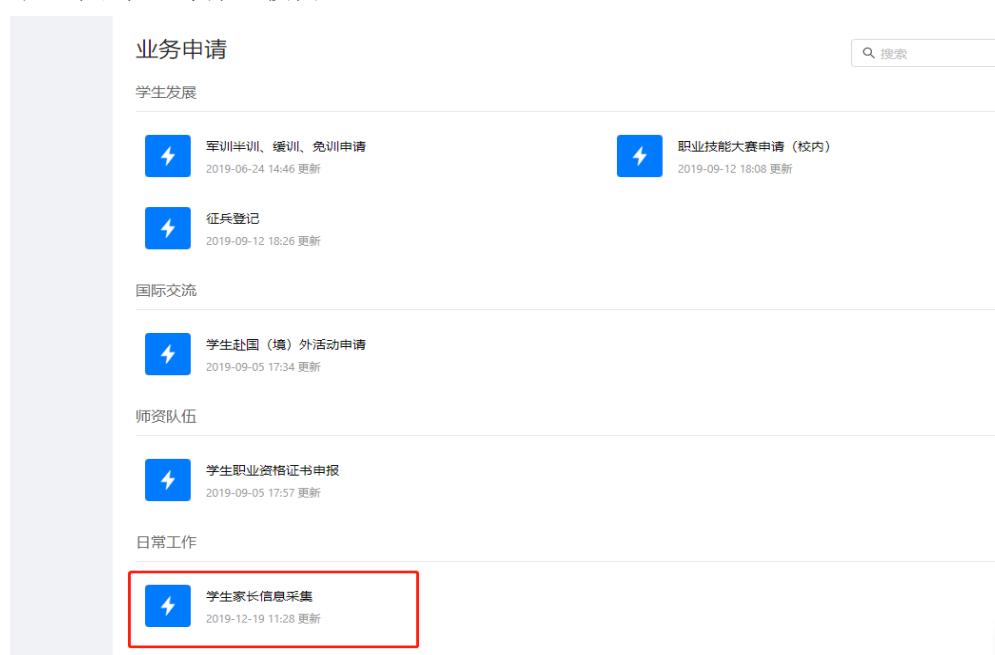 业务申请
搜索
学生发展
军训半训、缓训、免训申请
2019-06-24 14:46 更新
职业技能大赛申请（校内）
2019-09-12 18:08 更新
征兵登记
2019-09-12 18:26 更新
国际交流
学生赴国（境）外活动申请
2019-09-05 17:34 更新
师资队伍
学生职业资格证书申报
2019-09-05 17:57 更新
日常工作
学生家长信息采集
2019-12-19 11:28 更新